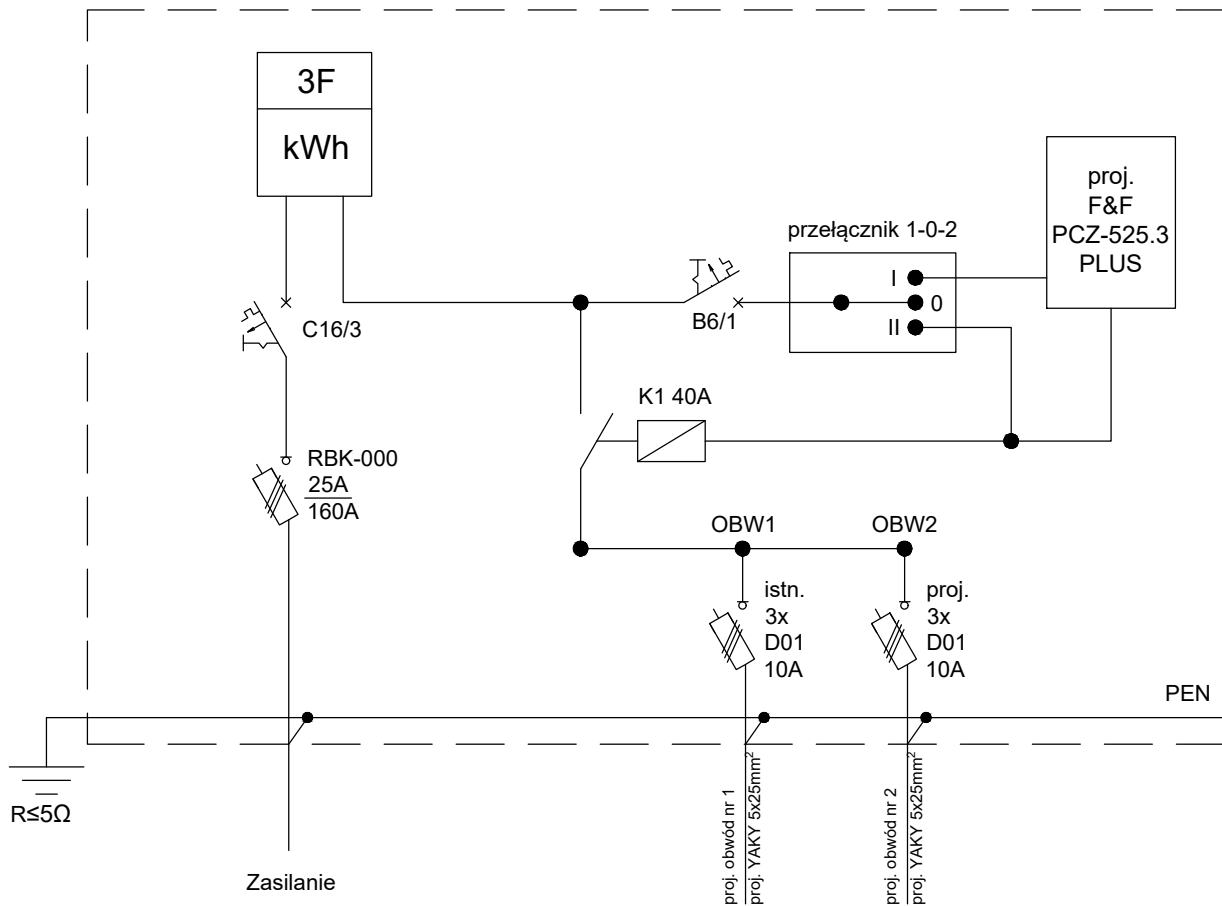 3F
kWh
proj.
F&F
PCZ-525.3
PLUS
przełącznik 1-0-2
I
0
II
B6/1
C16/3
K1 40A
RBK-000
25A
160A
OBW1
OBW2
istn.
3x
D01
10A
proj.
3x
D01
10A
PEN
R≤5Ω
Zasilanie
proj. obwód nr 1
proj. YAKY 5x25mm²
proj. obwód nr 2
proj. YAKY 5x25mm²